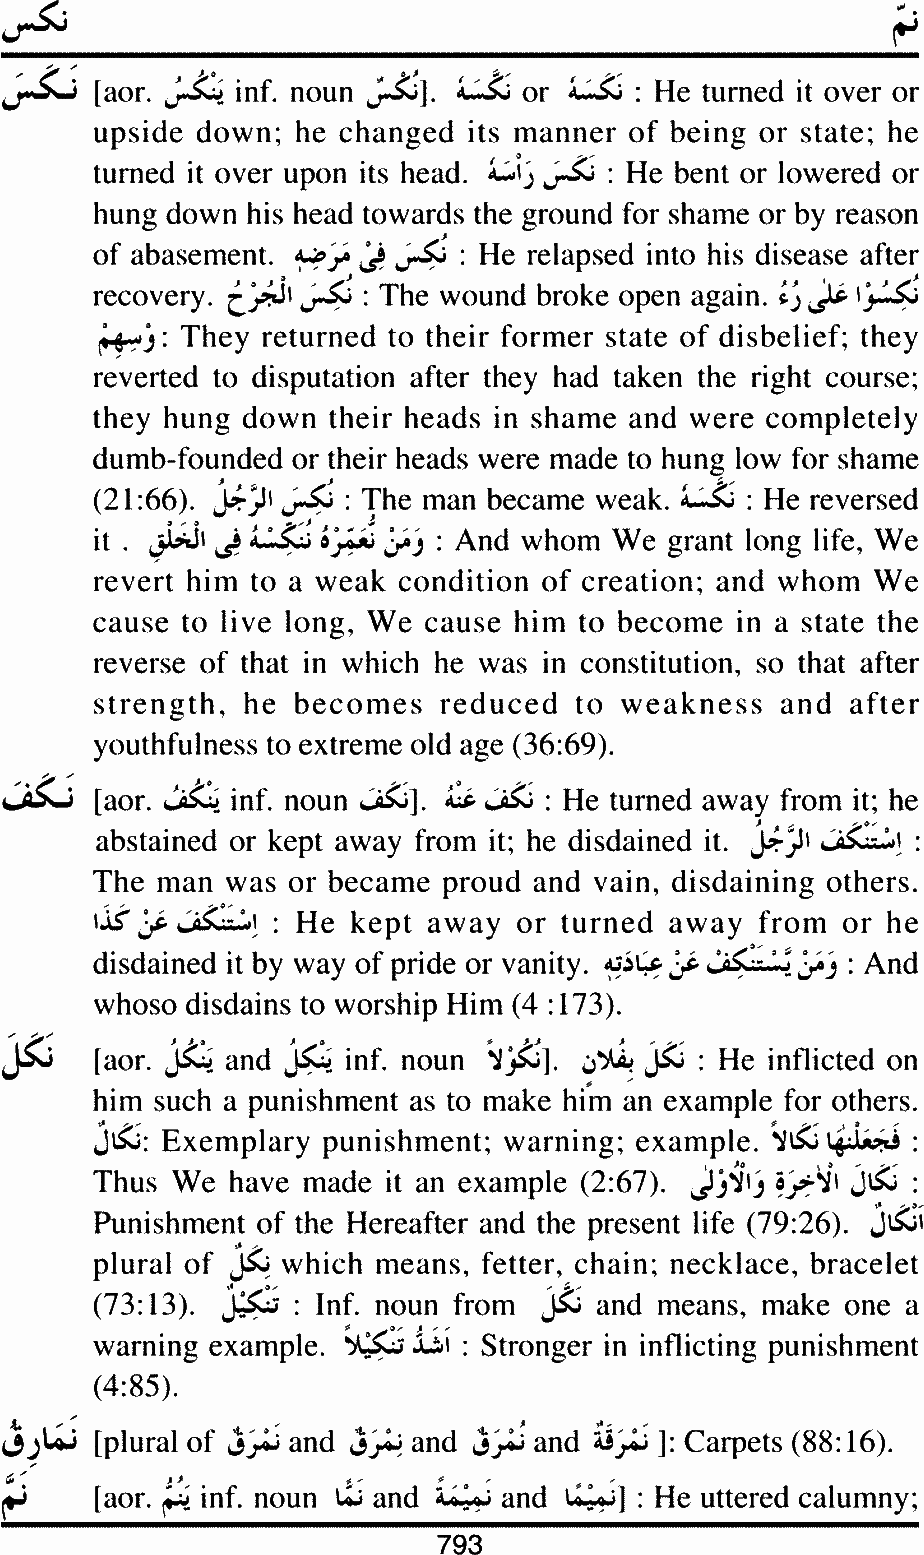 نكس نمّ
نَكَسَ [aor. يَنْكُسُ inf. noun نُكْسٌ]. نَكَّسَهٗ or نَكَسَهٗ : He turned it over or
upside down; he changed its manner of being or state; he
turned it over upon its head. نَكَسَ رَاْسَهٗ : He bent or lowered or
hung down his head towards the ground for shame or by reason
of abasement. نُكِسَ فِىْ مَرَضِهٖ : He relapsed into his disease after
recovery. نُكِسَ الْجُرْحُ : The wound broke open again. نُكِسُوْا عَلٰى رُءُ
وْسِهِمْ : They returned to their former state of disbelief; they
reverted to disputation after they had taken the right course;
they hung down their heads in shame and were completely
dumb-founded or their heads were made to hung low for shame
(21:66). نُكِسَ الرَّجُلُ : The man became weak. نَكَّسَهٗ : He reversed
it . وَمَنْ نُعَمِّرْهُ نُنَكِّسْهُ فِى الْخَلْقِ : And whom We grant long life, We
revert him to a weak condition of creation; and whom We
cause to live long, We cause him to become in a state the
reverse of that in which he was in constitution, so that after
strength, he becomes reduced to weakness and after
youthfulness to extreme old age (36:69).
نَكَفَ [aor. يَنْكُفُ inf. noun نَكْفٌ]. نَكَفَ عَنْهُ : He turned away from it; he
abstained or kept away from it; he disdained it. اِسْتَنْكَفَ الرَّجُلُ :
The man was or became proud and vain, disdaining others.
اِسْتَنْكَفَ عَنْ كَذَا : He kept away or turned away from or he
disdained it by way of pride or vanity. وَمَنْ يَّسْتَنْكِفْ عَنْ عِبَادَتِهٖ : And
whoso disdains to worship Him (4 :173).
نَكَلَ [aor. يَنْكُلُ and يَنْكِلُ inf. noun نُكُوْلًا]. نَكَلَ بِفُلَانٍ : He inflicted on
him such a punishment as to make him an example for others.
نَكَالٌ: Exemplary punishment; warning; example. فَجَعَلْنٰهَا نَكَالًا :
Thus We have made it an example (2:67). نَكَالَ الْاٰخِرَةِ وَالْاُوْلٰى :
Punishment of the Hereafter and the present life (79:26). اَنْكَالٌ
plural of نِكْلٌ which means, fetter, chain; necklace, bracelet
(73:13). تَنْكِيْلٌ : Inf. noun from نَكَّلَ and means, make one a
warning example. اَشَدُّ تَنْكِيْلًا : Stronger in inflicting punishment
(4:85).
نَمَارِقُ [plural of نَمْرَقٌ and نِمْرَقٌ and نُمْرَقٌ and نَمْرَقَةٌ ]: Carpets (88:16).
نَمَّ [aor. يَنُمُّ inf. noun نَمًّا and نَمِيْمَةً and نَمِيْمًا] : He uttered calumny;
793